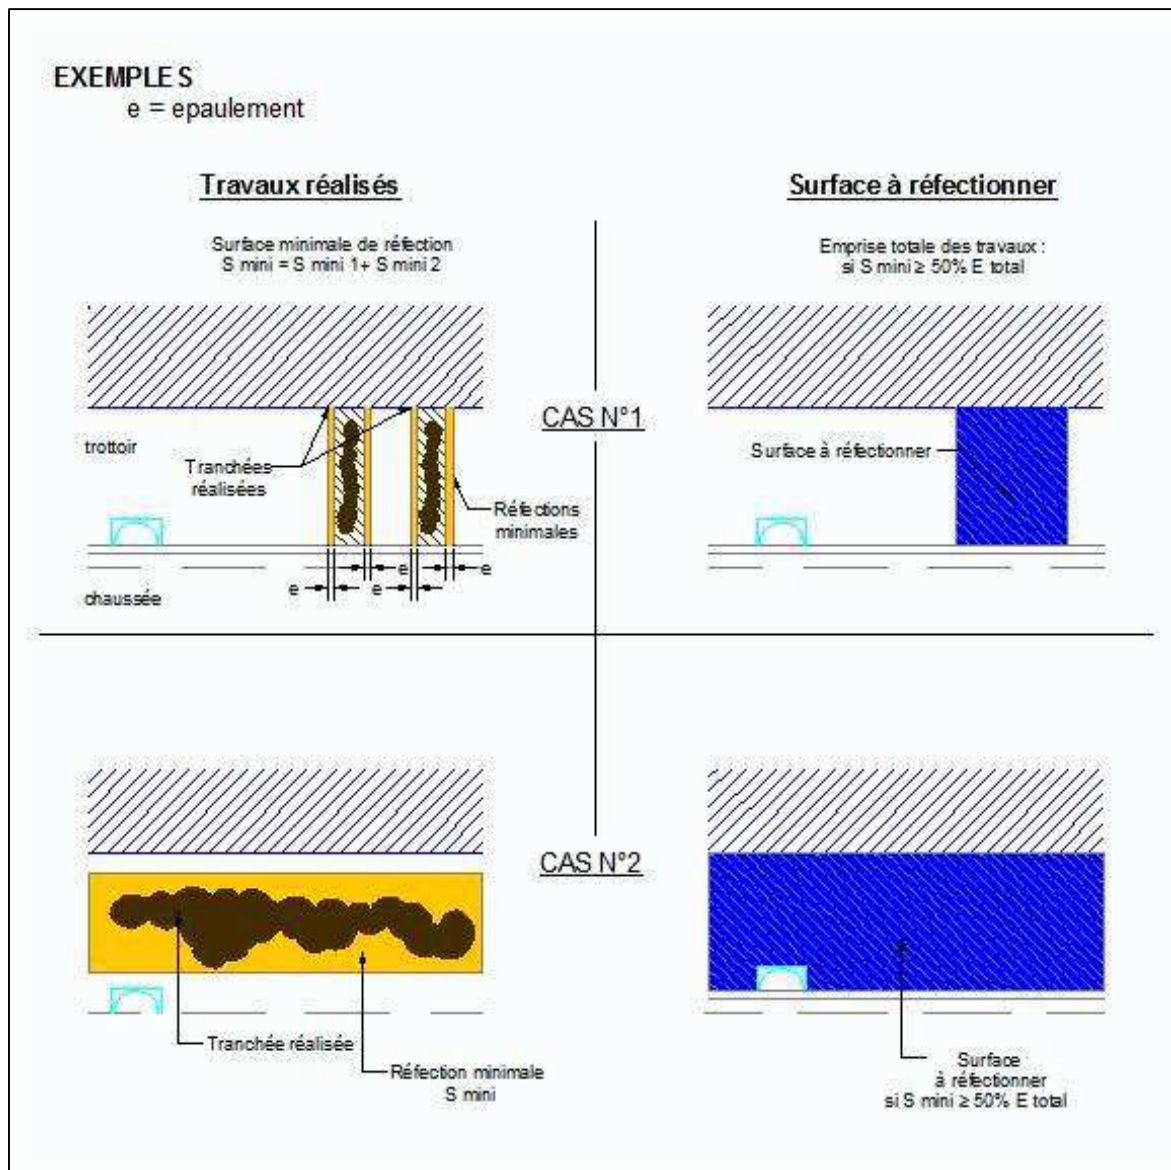 EXEMPLES
e = epaulement
Travaux réalisés
Surface à réfectionner
Surface minimale de réfection
S mini = S mini 1+ S mini 2
Emprise totale des travaux :
si S mini ≥ 50% E total
CAS N°1
trottoir
Tranchées
réalisées
Réfections
minimales
Surface à réfectionner
e
e
e
e
chaussée
CAS N°2
Tranchée réalisée
Réfection minimale
S mini
Surface
à réfectionner
si S mini ≥ 50% E total